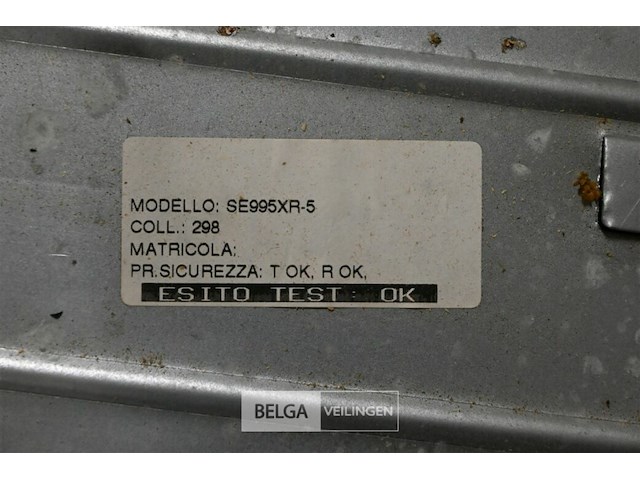 MODELLO: SE995XR-5
COLL.: 298
MATRICOLA:
PR.SICUREZZA: T OK, R OK,
ESITO TEST: OK
BELGA VEILINGEN